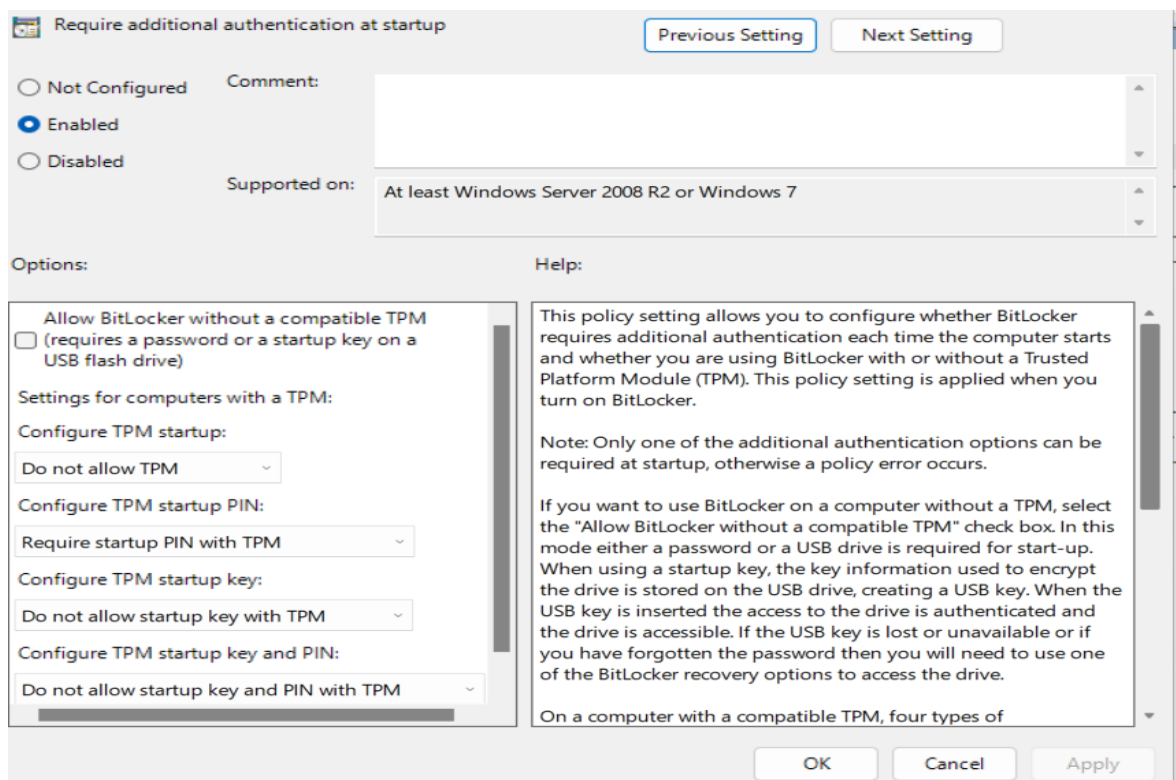 Require additional authentication at startup
Previous Setting
Next Setting
Not Configured
Enabled
Disabled
Comment:
Supported on:
At least Windows Server 2008 R2 or Windows 7
Options:
Help:
Allow BitLocker without a compatible TPM
(requires a password or a startup key on a
USB flash drive)
Settings for computers with a TPM:
Configure TPM startup:
Do not allow TPM
Configure TPM startup PIN:
Require startup PIN with TPM
Configure TPM startup key:
Do not allow startup key with TPM
Configure TPM startup key and PIN:
Do not allow startup key and PIN with TPM
This policy setting allows you to configure whether BitLocker
requires additional authentication each time the computer starts
and whether you are using BitLocker with or without a Trusted
Platform Module (TPM). This policy setting is applied when you
turn on BitLocker.
Note: Only one of the additional authentication options can be
required at startup, otherwise a policy error occurs.
If you want to use BitLocker on a computer without a TPM, select
the "Allow BitLocker without a compatible TPM" check box. In this
mode either a password or a USB drive is required for start-up.
When using a startup key, the key information used to encrypt
the drive is stored on the USB drive, creating a USB key. When the
USB key is inserted the access to the drive is authenticated and
the drive is accessible. If the USB key is lost or unavailable or if
you have forgotten the password then you will need to use one
of the BitLocker recovery options to access the drive.
On a computer with a compatible TPM, four types of
OK
Cancel
Apply